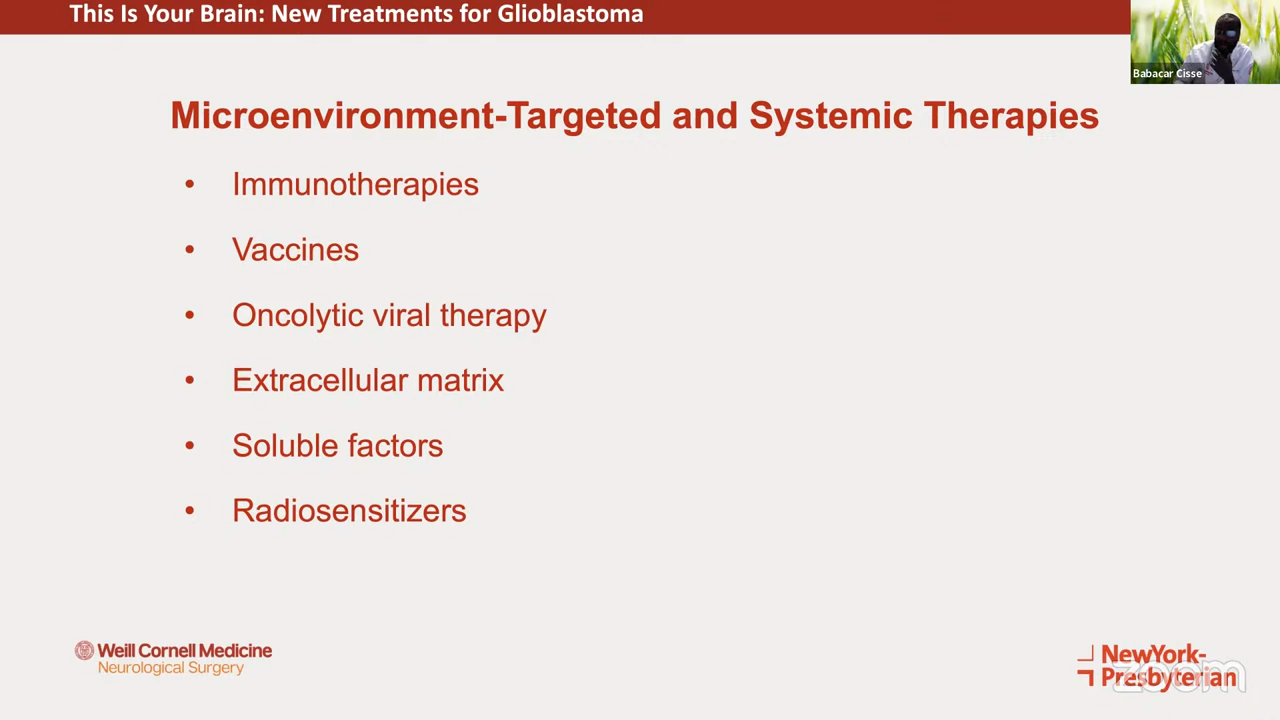 This Is Your Brain: New Treatments for Glioblastoma
Babacar Cisse
Microenvironment-Targeted and Systemic Therapies
• Immunotherapies
• Vaccines
• Oncolytic viral therapy
• Extracellular matrix
• Soluble factors
• Radiosensitizers
Weill Cornell Medicine
Neurological Surgery
NewYork-
Presbyterian
zoom